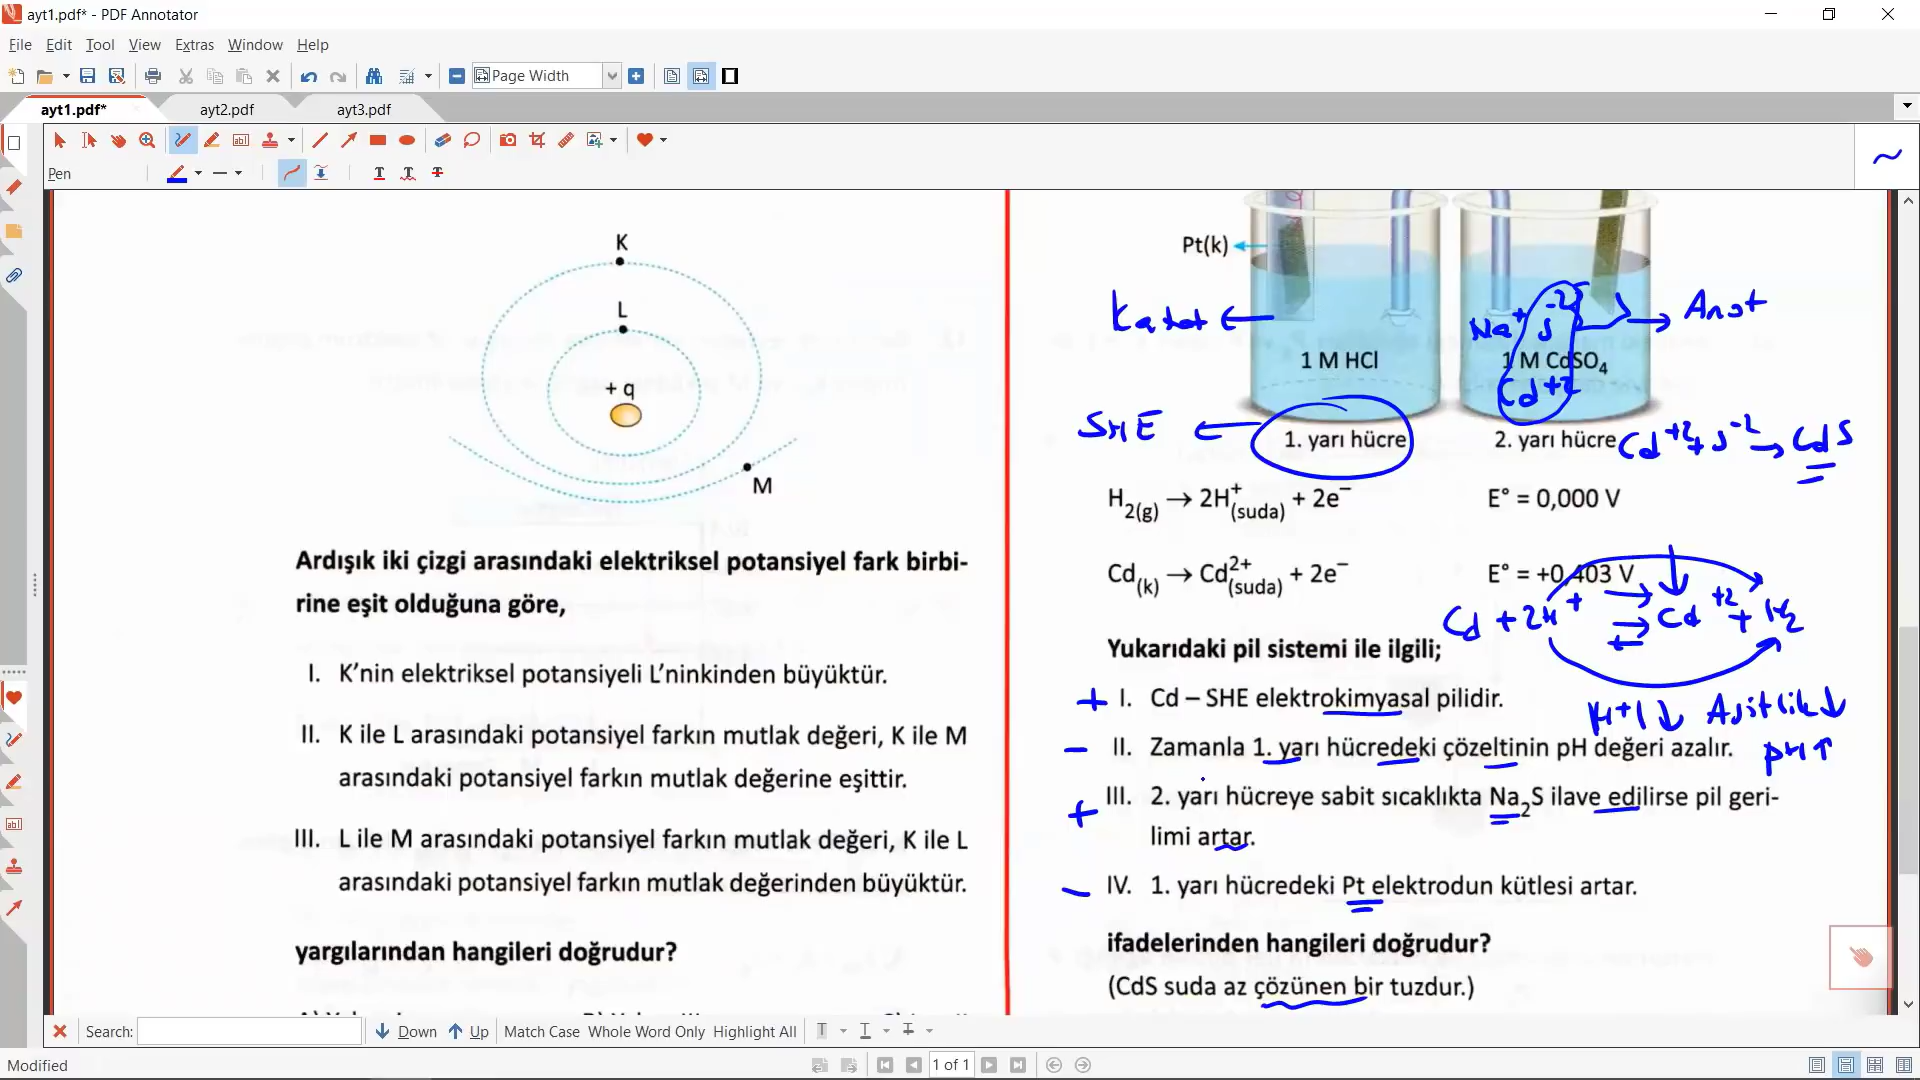 ayt1.pdf* - PDF Annotator
File Edit Tool View Extras Window Help
Page Width
ayt1.pdf* ayt2.pdf ayt3.pdf
Pen
K
L
+ q
M
Ardışık iki çizgi arasındaki elektriksel potansiyel fark birbi-
rine eşit olduğuna göre,
I. K’nin elektriksel potansiyeli L’ninkinden büyüktür.
II. K ile L arasındaki potansiyel farkın mutlak değeri, K ile M
arasındaki potansiyel farkın mutlak değerine eşittir.
III. L ile M arasındaki potansiyel farkın mutlak değeri, K ile L
arasındaki potansiyel farkın mutlak değerinden büyüktür.
yargılarından hangileri doğrudur?
Pt(k)
Katot
Na+ S-2
Anot
1 M HCl
1 M CdSO4
Cd+2
SHE
1. yarı hücre
2. yarı hücre
Cd+2 + S-2 → CdS
H2(g) → 2H+(suda) + 2e− E° = 0,000 V
Cd(k) → Cd2+(suda) + 2e− E° = +0,403 V
Cd + 2H+ ⇌ Cd+2 + H2
Yukarıdaki pil sistemi ile ilgili;
+ I. Cd – SHE elektrokimyasal pilidir.
H+ ↓ Asitlik ↓
− II. Zamanla 1. yarı hücredeki çözeltinin pH değeri azalır. pH ↑
+ III. 2. yarı hücreye sabit sıcaklıkta Na2S ilave edilirse pil geri-
limi artar.
− IV. 1. yarı hücredeki Pt elektrodun kütlesi artar.
ifadelerinden hangileri doğrudur?
(CdS suda az çözünen bir tuzdur.)
Search: Down Up Match Case Whole Word Only Highlight All
Modified
1 of 1